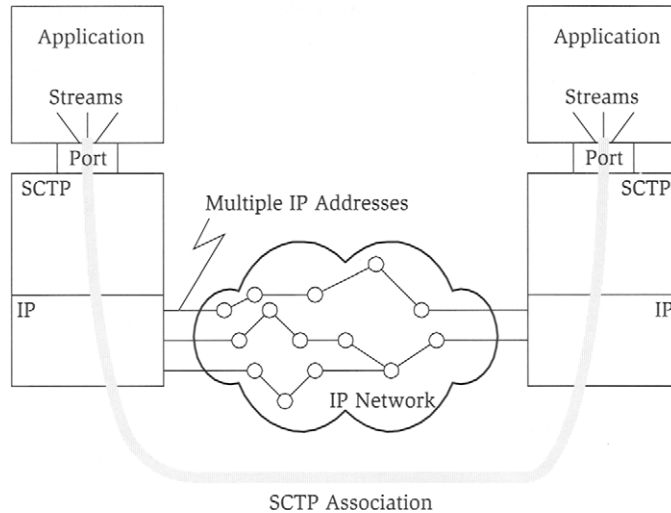 Application
Application
Streams
Streams
Port
Port
SCTP
SCTP
Multiple IP Addresses
IP
IP
IP Network
SCTP Association